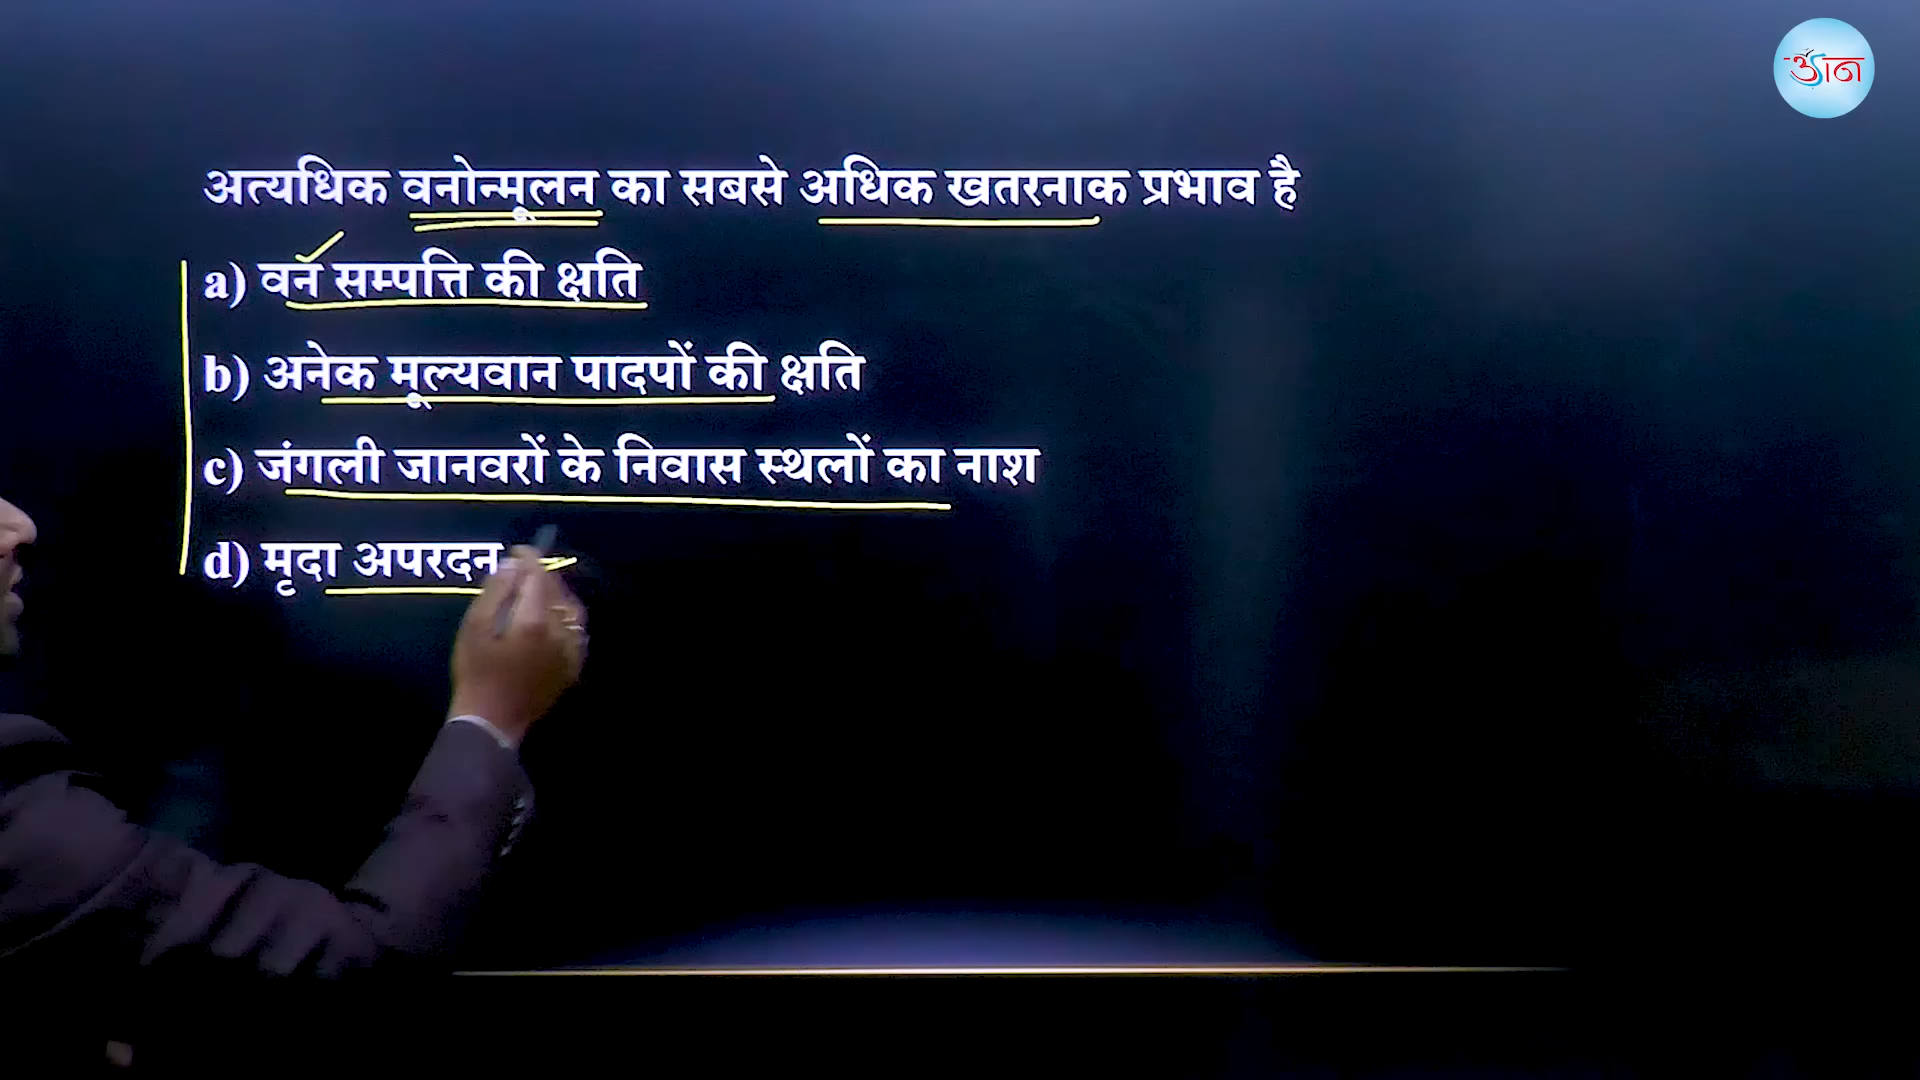 ज्ञान
अत्यधिक वनोन्मूलन का सबसे अधिक खतरनाक प्रभाव है
a) वन सम्पत्ति की क्षति
b) अनेक मूल्यवान पादपों की क्षति
c) जंगली जानवरों के निवास स्थलों का नाश
d) मृदा अपरदन